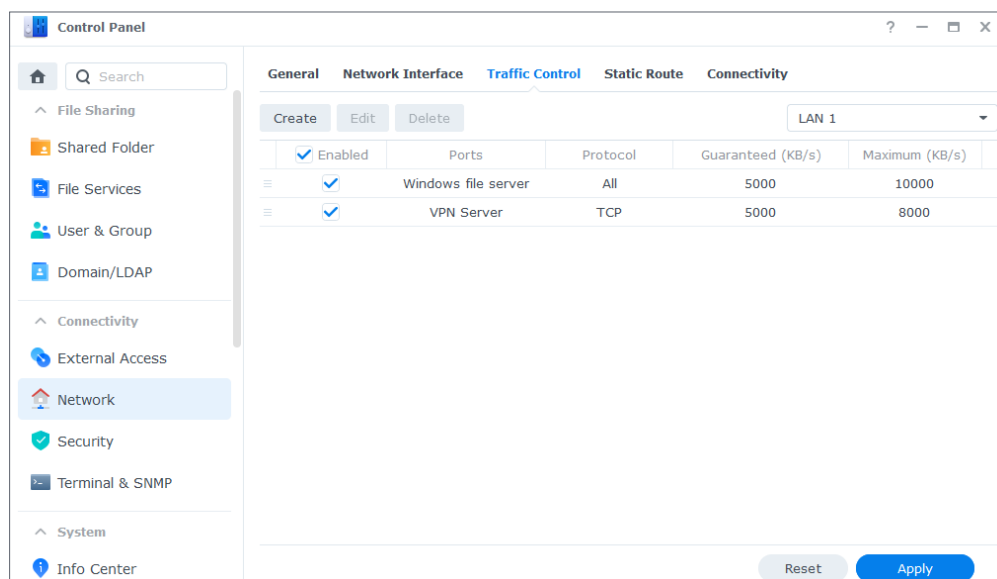 Control Panel
Search
File Sharing
Shared Folder
File Services
User & Group
Domain/LDAP
Connectivity
External Access
Network
Security
Terminal & SNMP
System
Info Center
General Network Interface Traffic Control Static Route Connectivity
Create Edit Delete LAN 1
Enabled Ports Protocol Guaranteed (KB/s) Maximum (KB/s)
Windows file server All 5000 10000
VPN Server TCP 5000 8000
Reset Apply